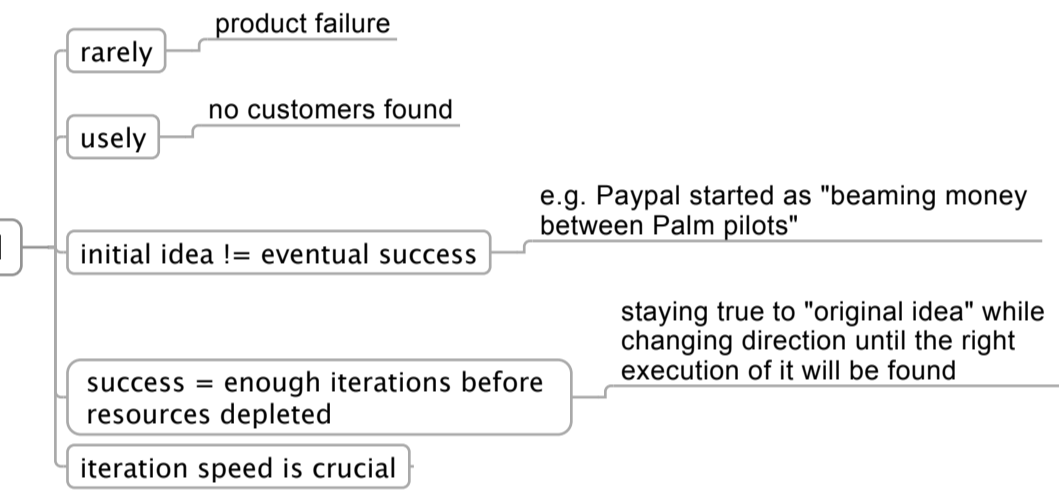 product failure
rarely
no customers found
usely
e.g. Paypal started as "beaming money
between Palm pilots"
initial idea != eventual success
staying true to "original idea" while
changing direction until the right
execution of it will be found
success = enough iterations before
resources depleted
iteration speed is crucial